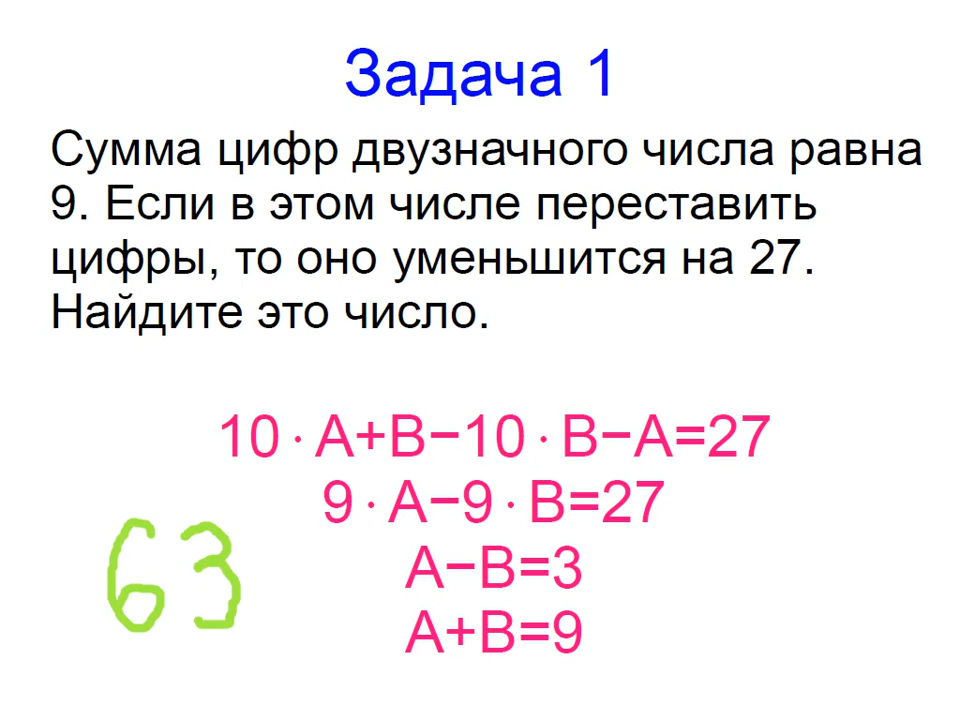 Задача 1
Сумма цифр двузначного числа равна
9. Если в этом числе переставить
цифры, то оно уменьшится на 27.
Найдите это число.
10 · А+В−10 · В−А=27
9 · А−9 · В=27
А−В=3
А+В=9
63